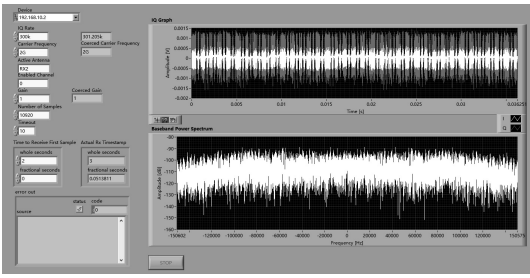 Device
192.168.10.2
IQ Rate
300k
301.205k
Carrier Frequency
Coerced Carrier Frequency
2G
2G
Active Antenna
RX2
Enabled Channel
0
Gain
Coerced Gain
1
1
Number of Samples
10920
Timeout
10
Time to Receive First Sample
Actual Rx Timestamp
whole seconds
whole seconds
2
3
fractional seconds
fractional seconds
0
0.0513811
error out
status
code
0
source
IQ Graph
Amplitude [V]
0.0015
0.001
0.0005
0
-0.0005
-0.001
-0.0015
-0.002
0 0.005 0.01 0.015 0.02 0.025 0.03 0.03625
Time [s]
I
Q
Baseband Power Spectrum
Amplitude [dB]
-80
-90
-100
-110
-120
-130
-140
-150
-160
-150602 -120000 -100000 -80000 -60000 -40000 -20000 0 20000 40000 60000 80000 100000 120000 150575
Frequency [Hz]
STOP